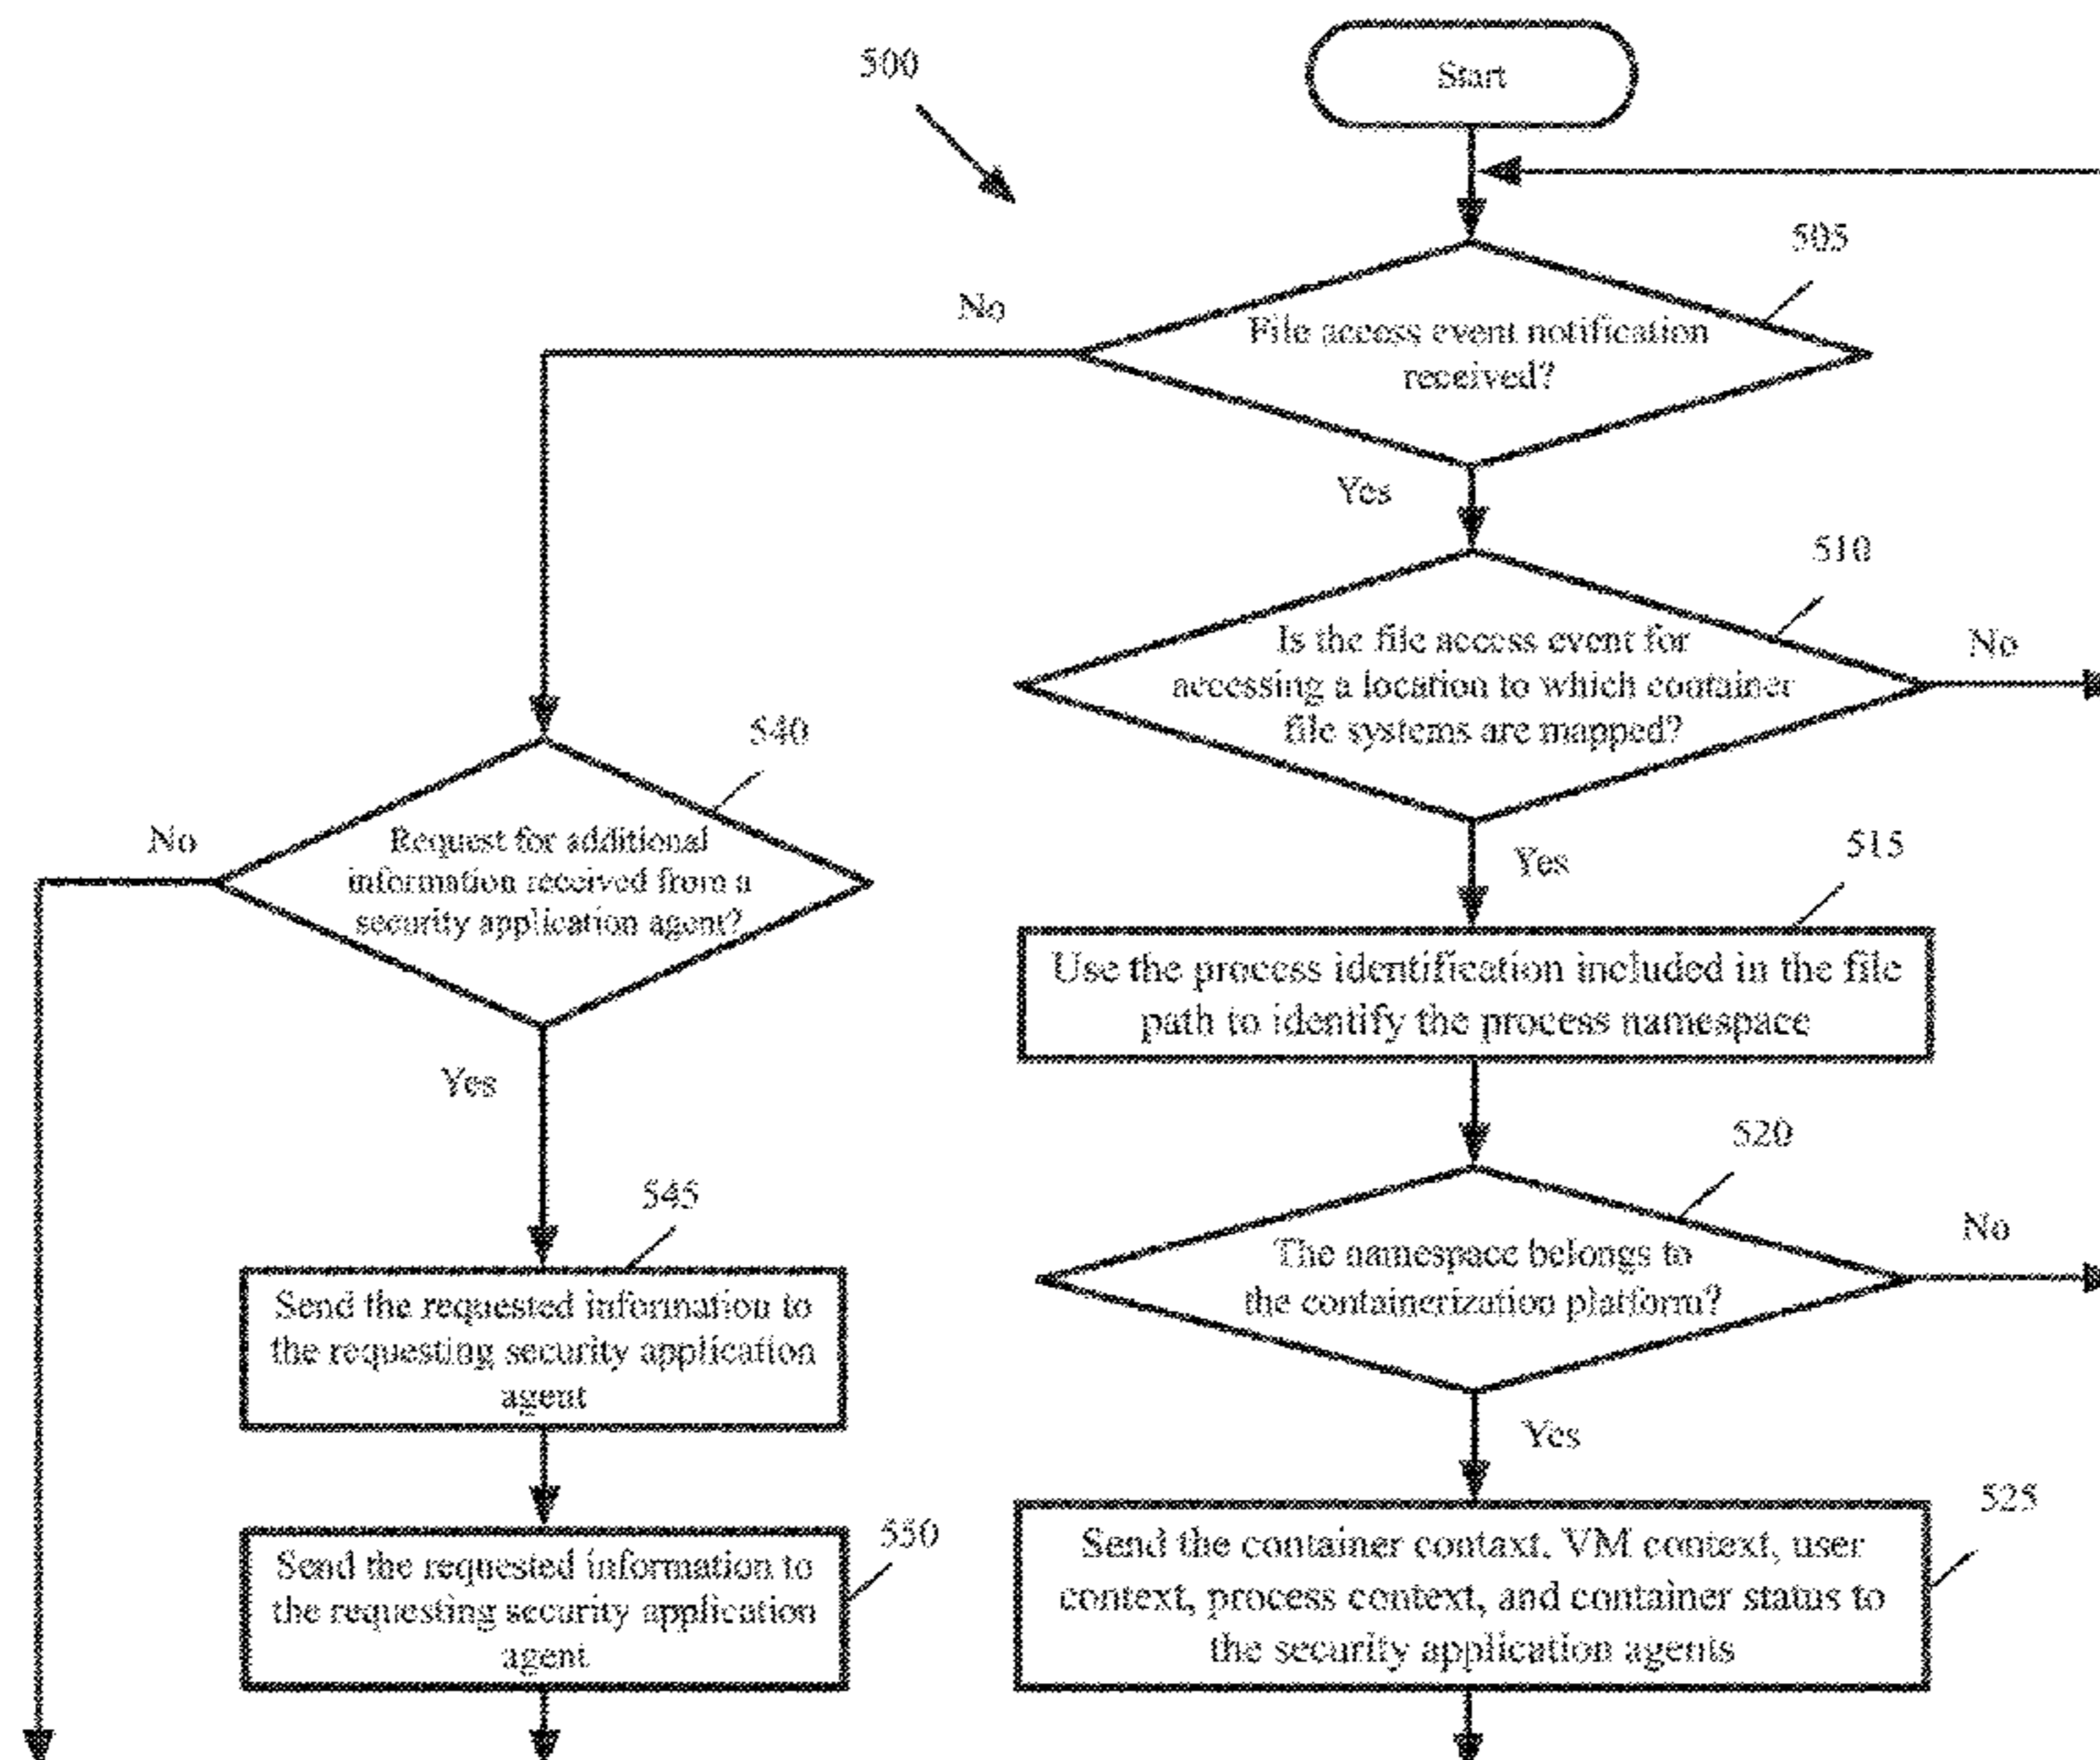 500
Start
505
No
File access event notification
received?
Yes
510
Is the file access event for
accessing a location to which container
file systems are mapped?
No
540
No
Request for additional
information received from a
security application agent?
Yes
515
Use the process identification included in the file
path to identify the process namespace
Yes
520
The namespace belongs to
the containerization platform?
No
545
Send the requested information to
the requesting security application
agent
Yes
525
550
Send the requested information to
the requesting security application
agent
Send the container contaxt, VM context, user
context, process context, and container status to
the security application agents